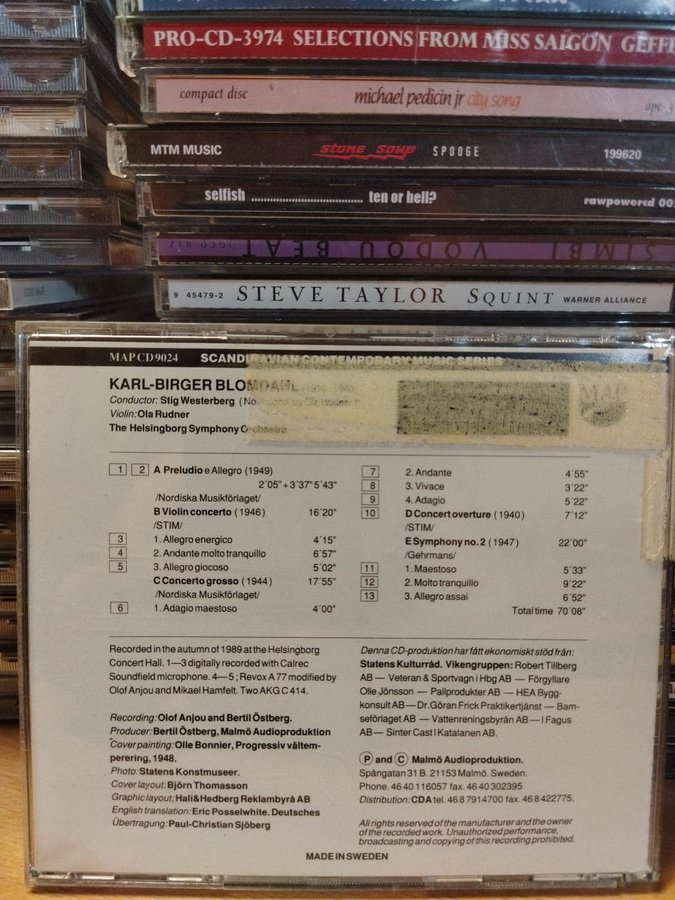 PRO-CD-3974 SELECTIONS FROM MISS SAIGON GEFFE
compact disc michael pedicin jr city song
MTM MUSIC stone soup SPOOGE 199620
selfish ................................... ten or hell? rawpowercd 00
SIMBI VODOU BEAT
9 45479-2 STEVE TAYLOR SQUINT WARNER ALLIANCE
MAP CD 9024 SCANDINAVIAN CONTEMPORARY MUSIC SERIES
KARL-BIRGER BLOMDAHL
MAP
Conductor: Stig Westerberg
Violin: Ola Rudner
The Helsingborg Symphony Orchestra
1 2 A Preludio e Allegro (1949)
2´05"+3´37"5´43"
/Nordiska Musikförlaget/
B Violin concerto (1946) 16´20"
/STIM/
3 1. Allegro energico 4´15"
4 2. Andante molto tranquillo 6´57"
5 3. Allegro giocoso 5´02"
C Concerto grosso (1944) 17´55"
/Nordiska Musikförlaget/
6 1. Adagio maestoso 4´00"
7 2. Andante 4´55"
8 3. Vivace 3´22"
9 4. Adagio 5´22"
10 D Concert overture (1940) 7´12"
/STIM/
E Symphony no. 2 (1947) 22´00"
/Gehrmans/
11 1. Maestoso 5´33"
12 2. Molto tranquillo 9´22"
13 3. Allegro assai 6´52"
Total time 70´08"
Recorded in the autumn of 1989 at the Helsingborg
Concert Hall. 1—3 digitally recorded with Calrec
Soundfield microphone. 4—5; Revox A 77 modified by
Olof Anjou and Mikael Hamfelt. Two AKG C 414.
Recording: Olof Anjou and Bertil Östberg.
Producer: Bertil Östberg, Malmö Audioproduktion
Cover painting: Olle Bonnier, Progressiv vältem-
perering, 1948.
Photo: Statens Konstmuseer.
Cover layout: Björn Thomasson
Graphic layout; Hali&Hedberg Reklambyrå AB
English translation: Eric Posselwhite. Deutsches
Übertragung: Paul-Christian Sjöberg
Denna CD-produktion har fått ekonomiskt stöd från:
Statens Kulturråd. Vikengruppen: Robert Tillberg
AB — Veteran & Sportvagn i Hbg AB — Förgyllare
Olle Jönsson — Pallprodukter AB — HEA Bygg-
konsult AB — Dr. Göran Frick Praktikertjänst — Bam-
seförlaget AB — Vattenreningsbyrån AB — I Fagus
AB — Sinter Cast I Katalanen AB.
P and C Malmö Audioproduktion.
Spångatan 31 B. 21153 Malmö. Sweden.
Phone. 46 40 116057 fax. 46 40 302395
Distribution: CDA tel. 46 8 7914700 fax. 46 8 422775.
All rights reserved of the manufacturer and the owner
of the recorded work. Unauthorized performance,
broadcasting and copying of this recording prohibited.
MADE IN SWEDEN